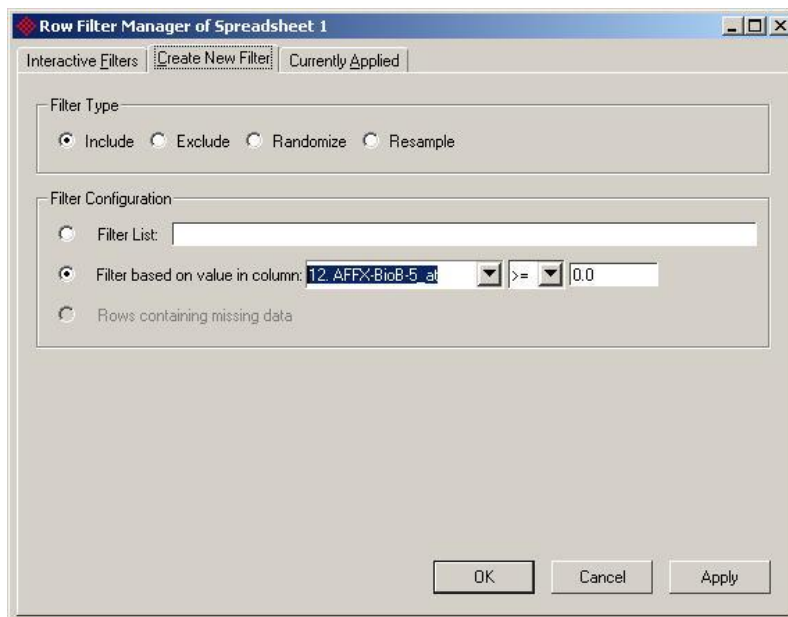 Row Filter Manager of Spreadsheet 1
Interactive Filters Create New Filter Currently Applied
Filter Type
Include Exclude Randomize Resample
Filter Configuration
Filter List:
Filter based on value in column: 12. AFFX-BioB-5_at >= 0.0
Rows containing missing data
OK Cancel Apply